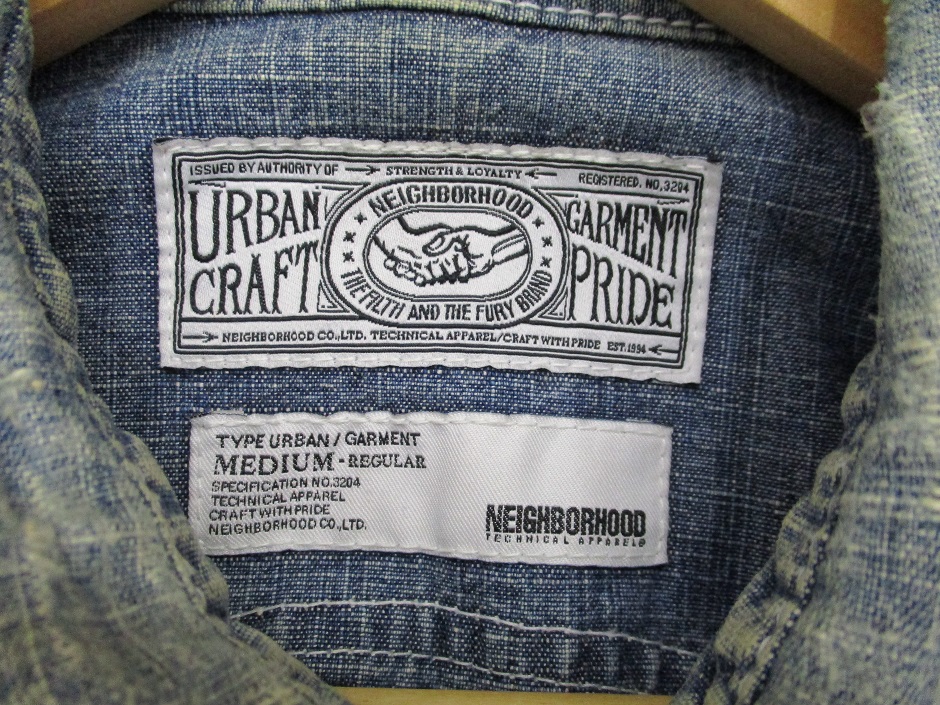 ISSUED BY AUTHORITY OF
STRENGTH & LOYALTY
REGISTERED. NO,3204
URBAN
CRAFT
NEIGHBORHOOD
THE FILTH AND THE FURY BRAND
GARMENT
PRIDE
NEIGHBORHOOD CO.,LTD. TECHNICAL APPAREL/CRAFT WITH PRIDE EST.1994
TYPE URBAN / GARMENT
MEDIUM - REGULAR
SPECIFICATION NO.3204
TECHNICAL APPAREL
CRAFT WITH PRIDE
NEIGHBORHOOD CO.,LTD.
NEIGHBORHOOD
TECHNICAL APPAREL®